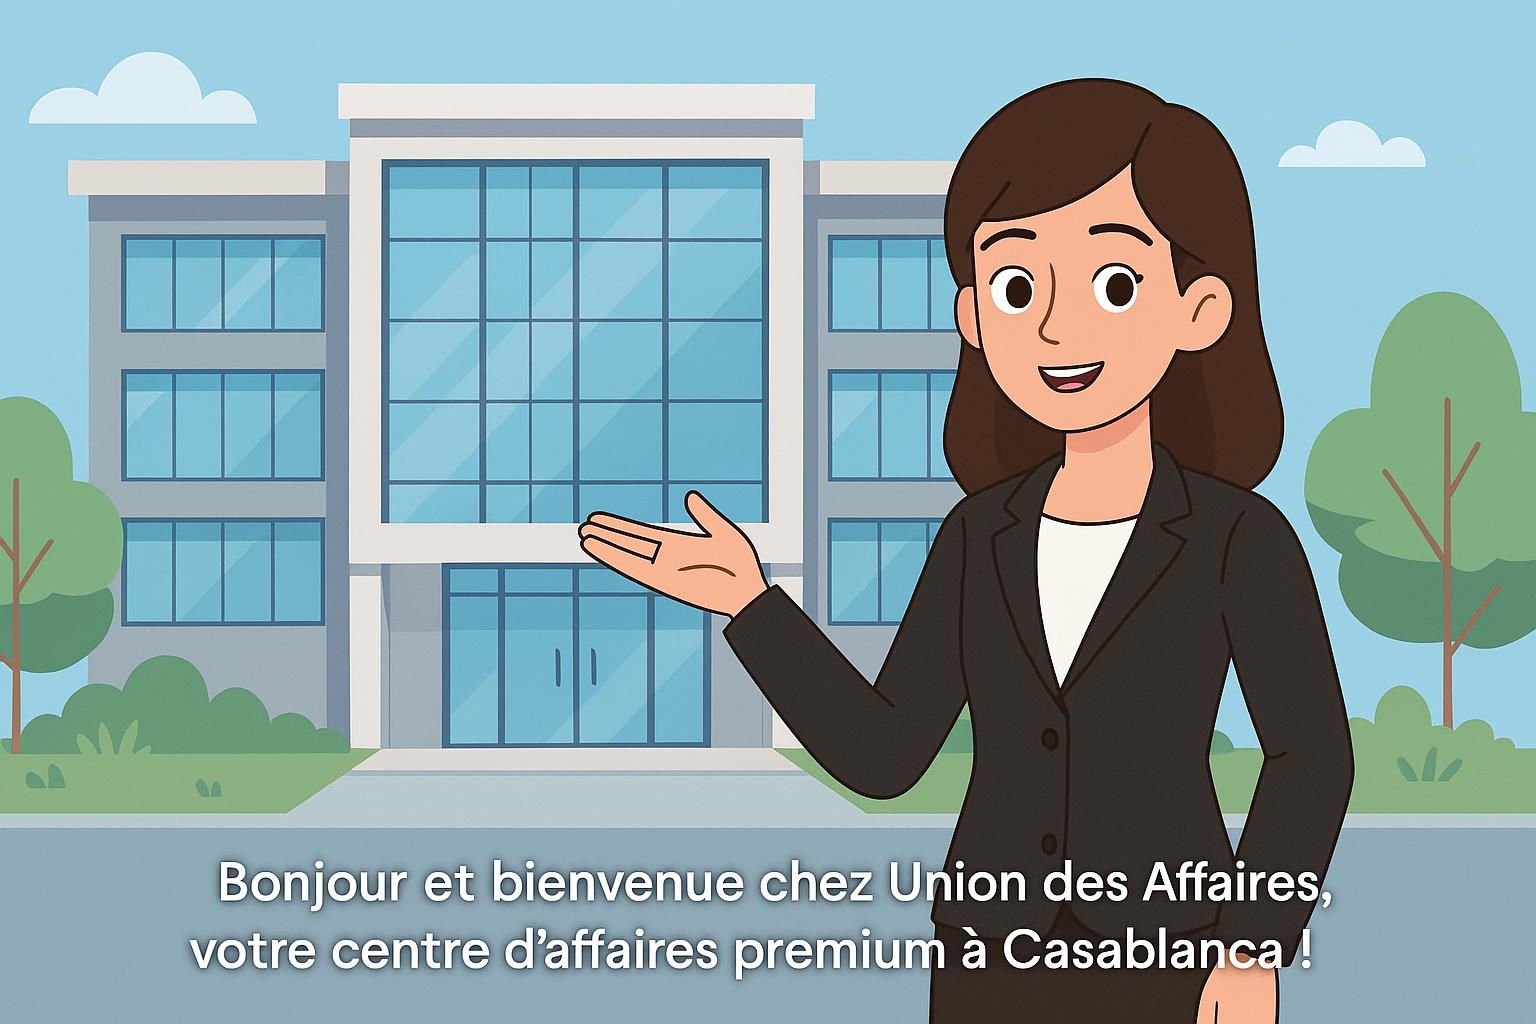 Bonjour et bienvenue chez Union des Affaires,
votre centre d’affaires premium à Casablanca !